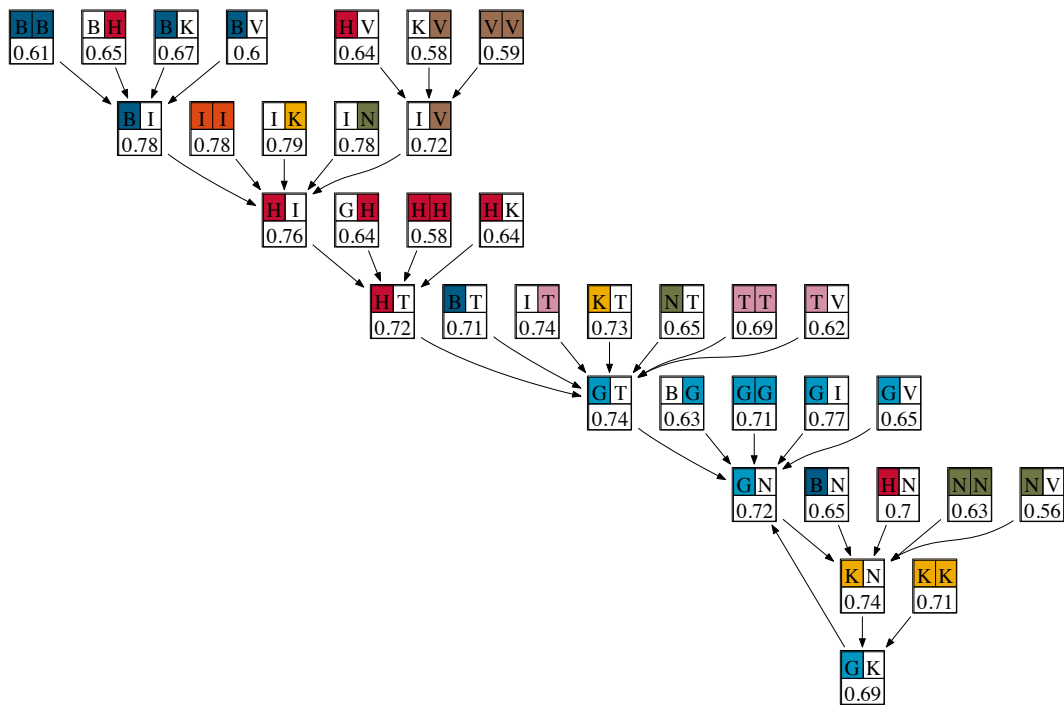 B B B H B K B V H V K V V V
0.61 0.65 0.67 0.6 0.64 0.58 0.59
B I I I I K I N I V
0.78 0.78 0.79 0.78 0.72
H I G H H H H K
0.76 0.64 0.58 0.64
H T B T I T K T N T T T T V
0.72 0.71 0.74 0.73 0.65 0.69 0.62
G T B G G G G I G V
0.74 0.63 0.71 0.77 0.65
G N B N H N N N N V
0.72 0.65 0.7 0.63 0.56
K N K K
0.74 0.71
G K
0.69